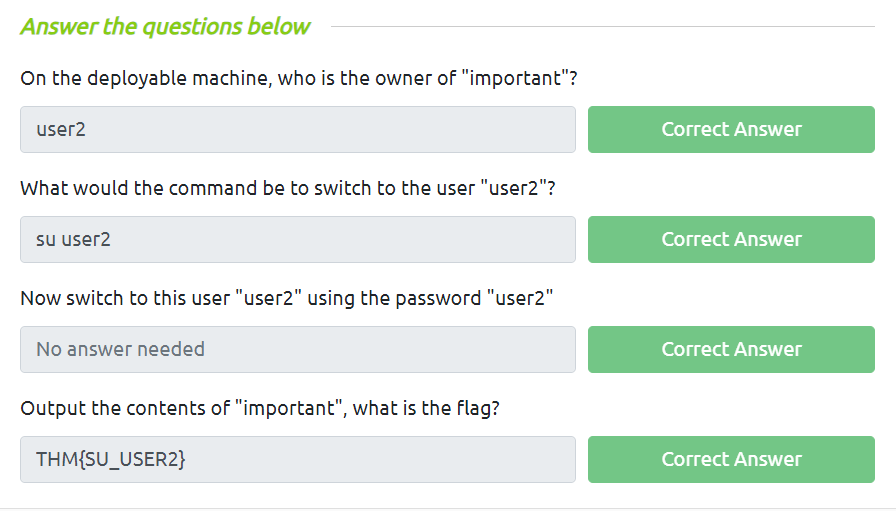 Answer the questions below
On the deployable machine, who is the owner of "important"?
user2
Correct Answer
What would the command be to switch to the user "user2"?
su user2
Correct Answer
Now switch to this user "user2" using the password "user2"
No answer needed
Correct Answer
Output the contents of "important", what is the flag?
THM{SU_USER2}
Correct Answer